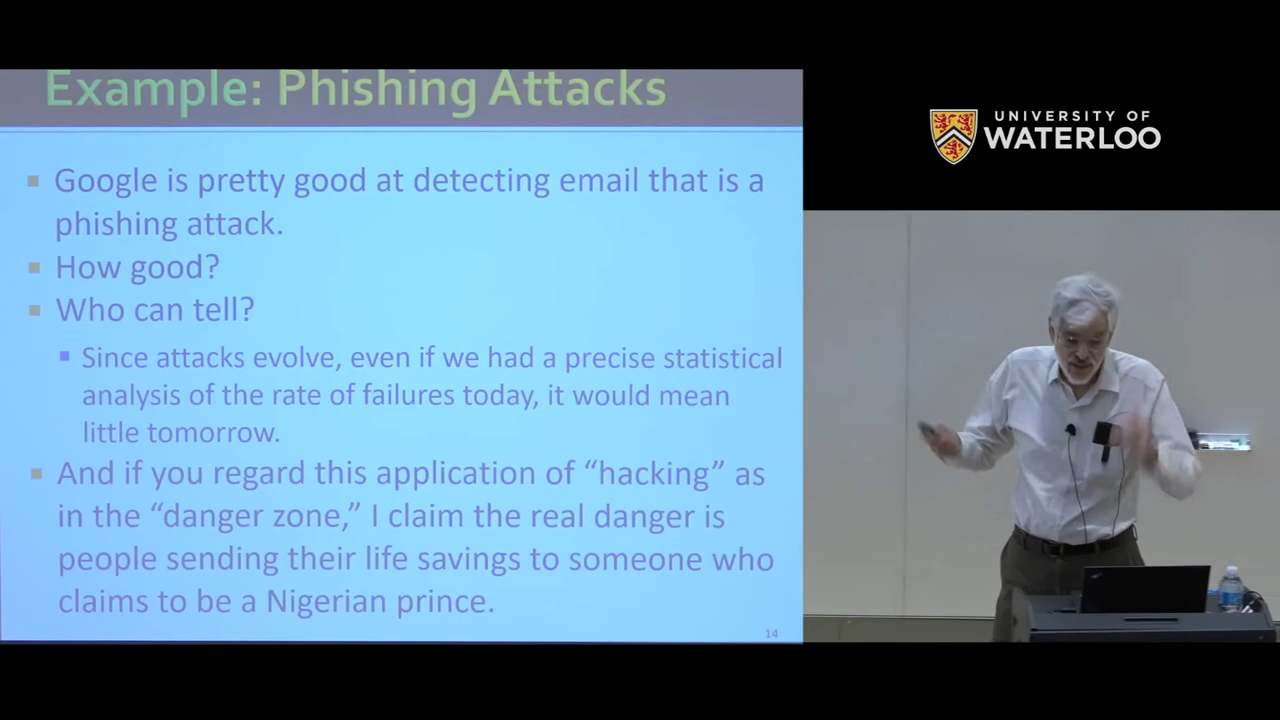 Example: Phishing Attacks
Google is pretty good at detecting email that is a
phishing attack.
How good?
Who can tell?
Since attacks evolve, even if we had a precise statistical
analysis of the rate of failures today, it would mean
little tomorrow.
And if you regard this application of “hacking” as
in the “danger zone,” I claim the real danger is
people sending their life savings to someone who
claims to be a Nigerian prince.
14
UNIVERSITY OF
WATERLOO